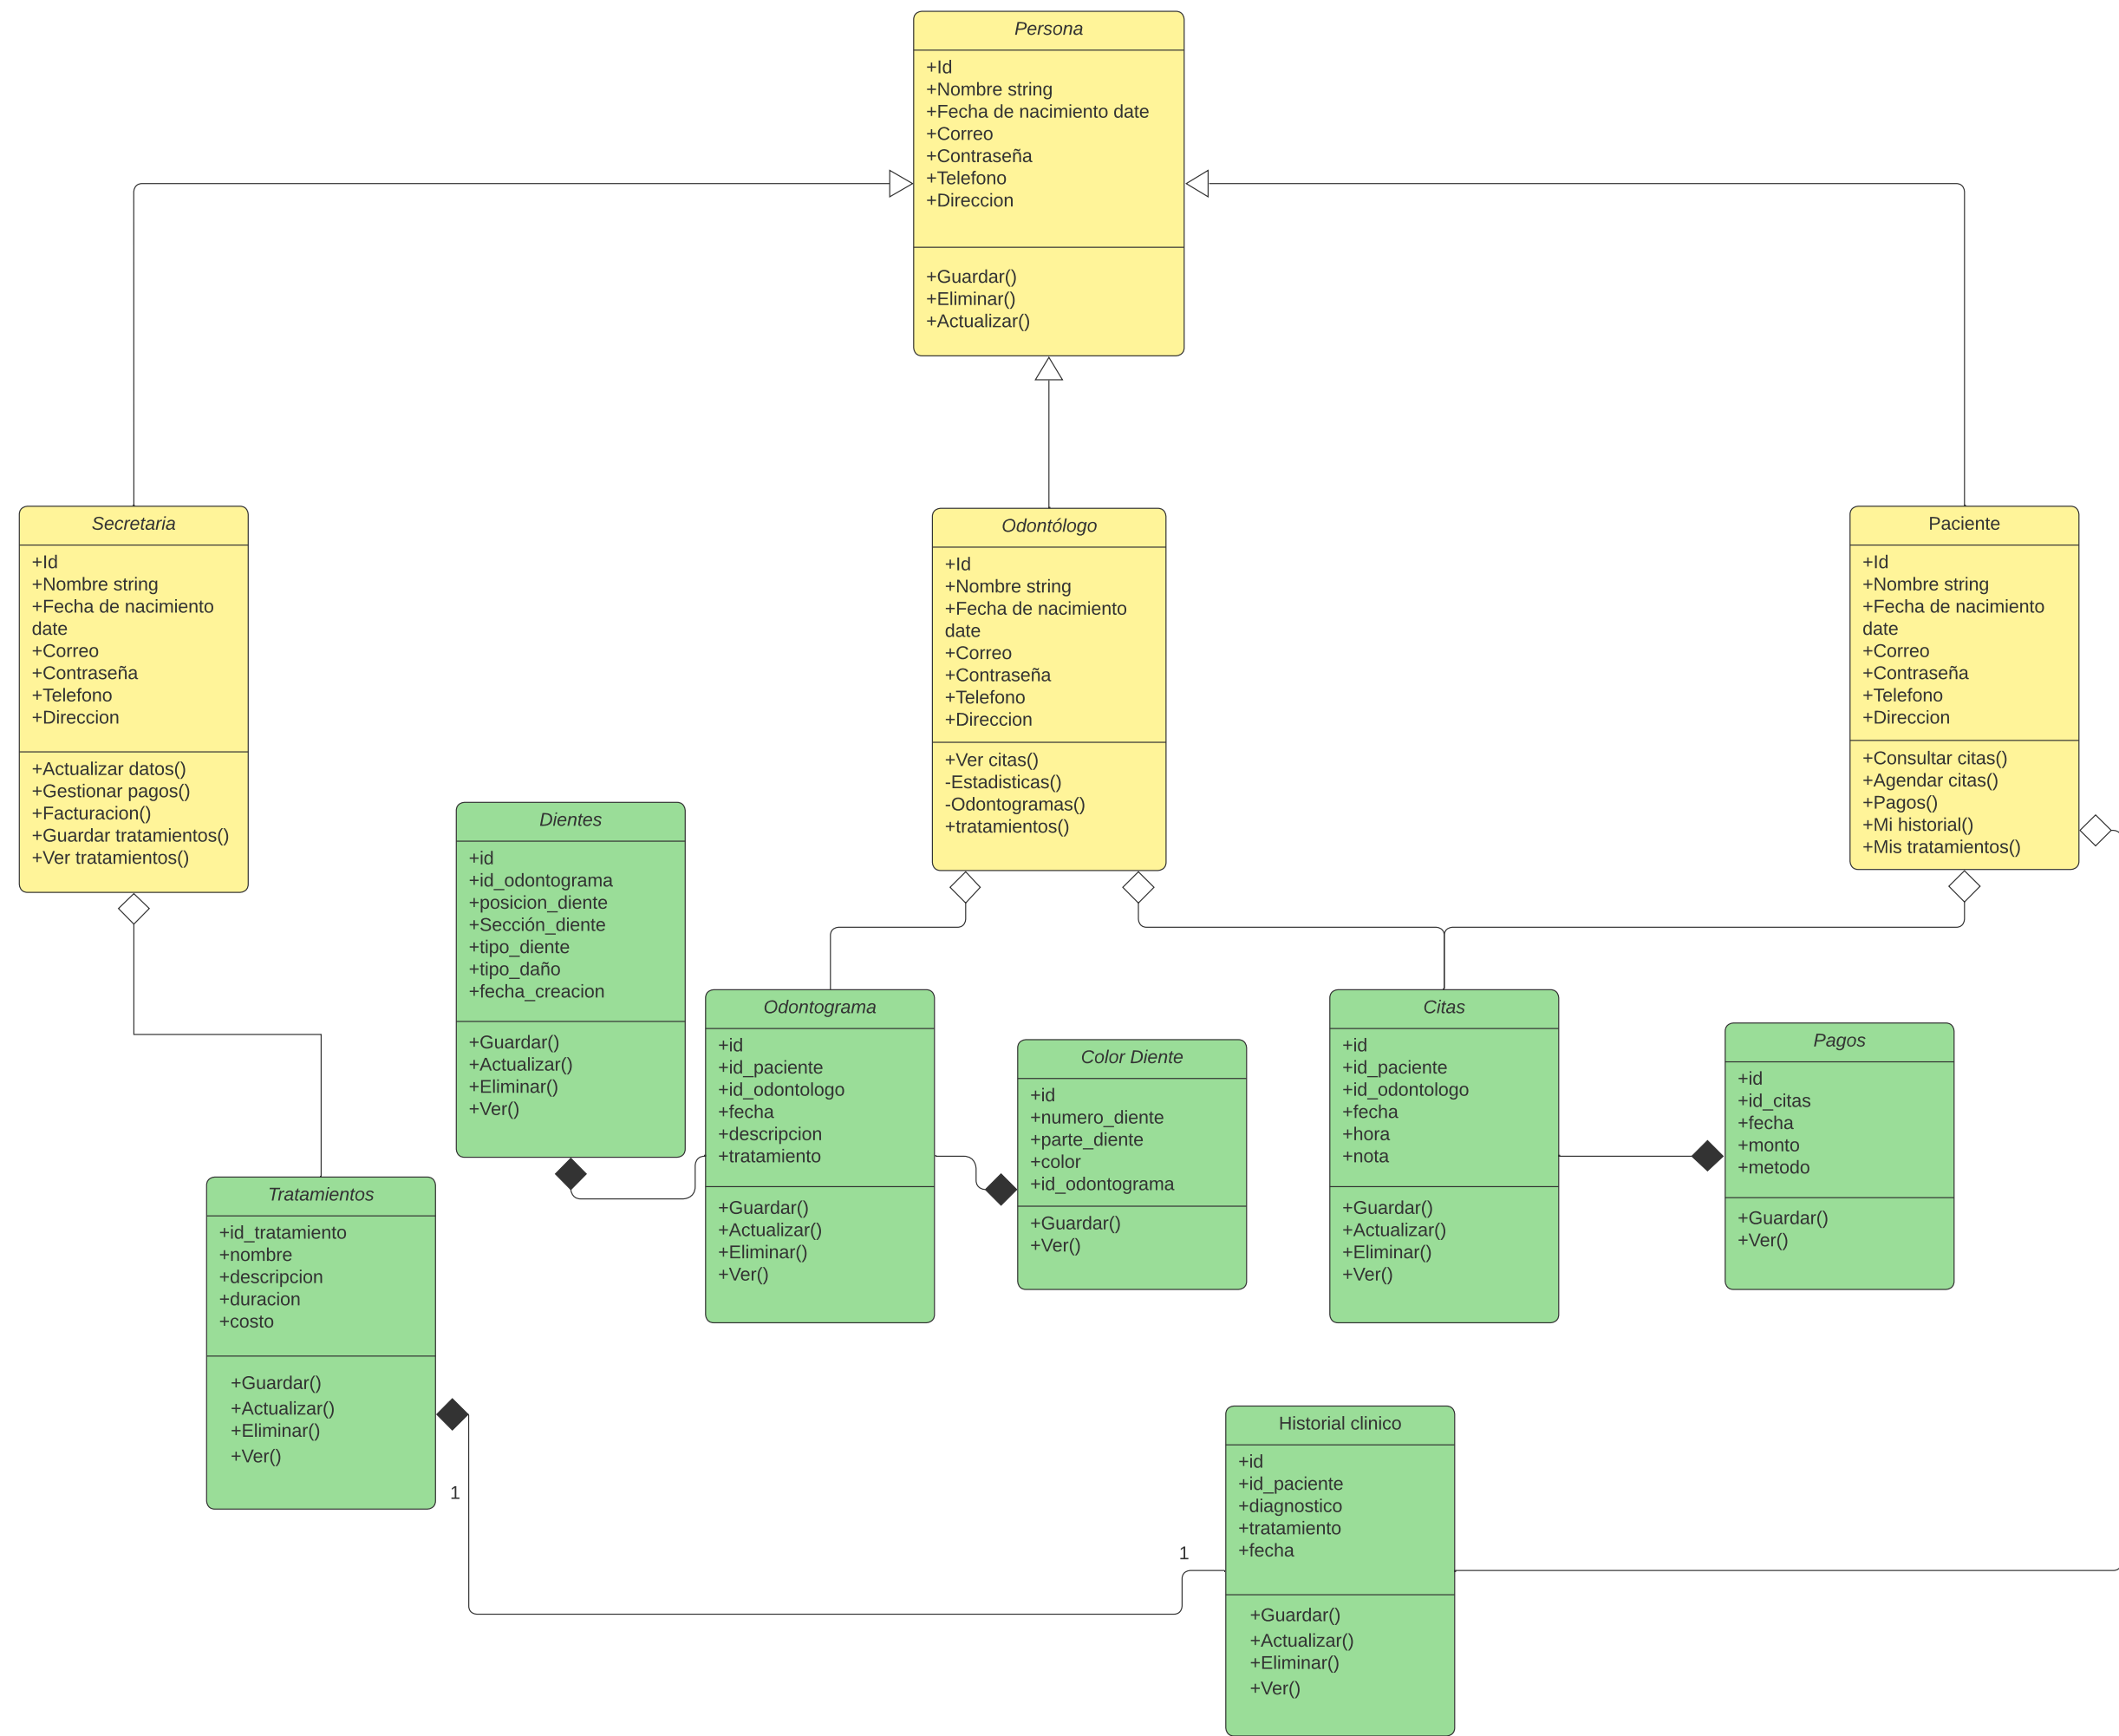 Persona
+Id
+Nombre string
+Fecha de nacimiento date
+Correo
+Contraseña
+Telefono
+Direccion
+Guardar()
+Eliminar()
+Actualizar()
Secretaria
+Id
+Nombre string
+Fecha de nacimiento
date
+Correo
+Contraseña
+Telefono
+Direccion
+Actualizar datos()
+Gestionar pagos()
+Facturacion()
+Guardar tratamientos()
+Ver tratamientos()
Odontólogo
+Id
+Nombre string
+Fecha de nacimiento
date
+Correo
+Contraseña
+Telefono
+Direccion
+Ver citas()
-Estadisticas()
-Odontogramas()
+tratamientos()
Paciente
+Id
+Nombre string
+Fecha de nacimiento
date
+Correo
+Contraseña
+Telefono
+Direccion
+Consultar citas()
+Agendar citas()
+Pagos()
+Mi historial()
+Mis tratamientos()
Dientes
+id
+id_odontograma
+posicion_diente
+Sección_diente
+tipo_diente
+tipo_daño
+fecha_creacion
+Guardar()
+Actualizar()
+Eliminar()
+Ver()
Odontograma
+id
+id_paciente
+id_odontologo
+fecha
+descripcion
+tratamiento
+Guardar()
+Actualizar()
+Eliminar()
+Ver()
Color Diente
+id
+numero_diente
+parte_diente
+color
+id_odontograma
+Guardar()
+Ver()
Citas
+id
+id_paciente
+id_odontologo
+fecha
+hora
+nota
+Guardar()
+Actualizar()
+Eliminar()
+Ver()
Pagos
+id
+id_citas
+fecha
+monto
+metodo
+Guardar()
+Ver()
Tratamientos
+id_tratamiento
+nombre
+descripcion
+duracion
+costo
+Guardar()
+Actualizar()
+Eliminar()
+Ver()
1
1
Historial clinico
+id
+id_paciente
+diagnostico
+tratamiento
+fecha
+Guardar()
+Actualizar()
+Eliminar()
+Ver()